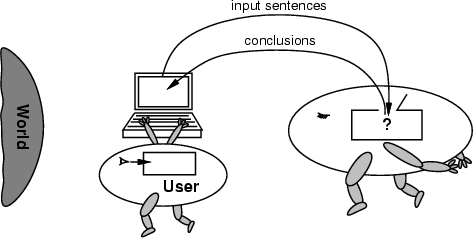 input sentences
conclusions
World
?
User